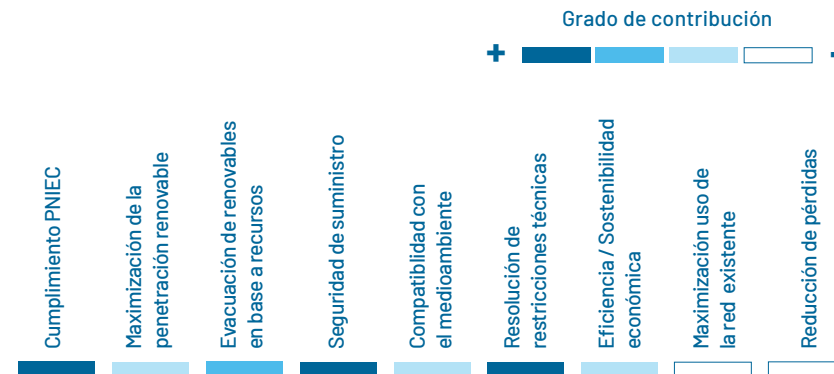 Grado de contribución
+ -
Cumplimiento PNIEC
Maximización de la
penetración renovable
Evacuación de renovables
en base a recursos
Seguridad de suministro
Compatiblidad con
el medioambiente
Resolución de
restricciones técnicas
Eficiencia / Sostenibilidad
económica
Maximización uso de
la red existente
Reducción de pérdidas